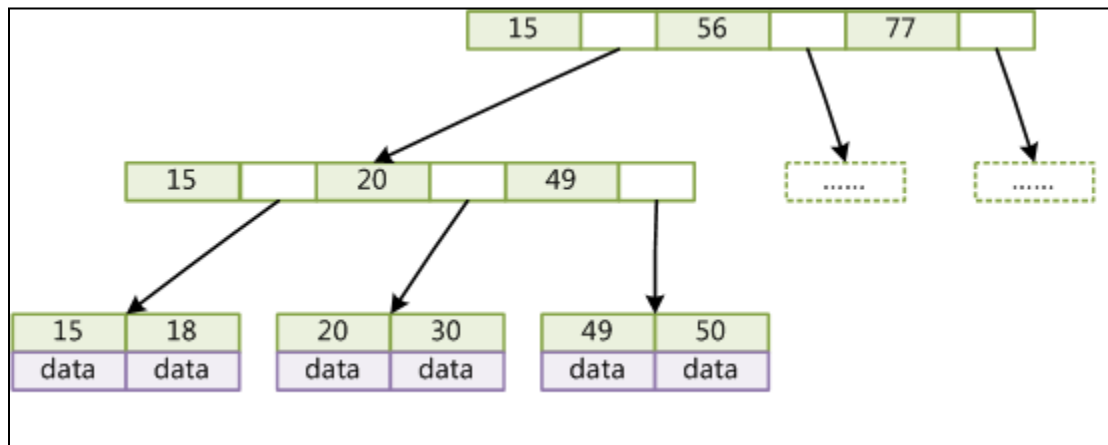 15 56 77
15 20 49 ...... ......
15 18 20 30 49 50
data data data data data data